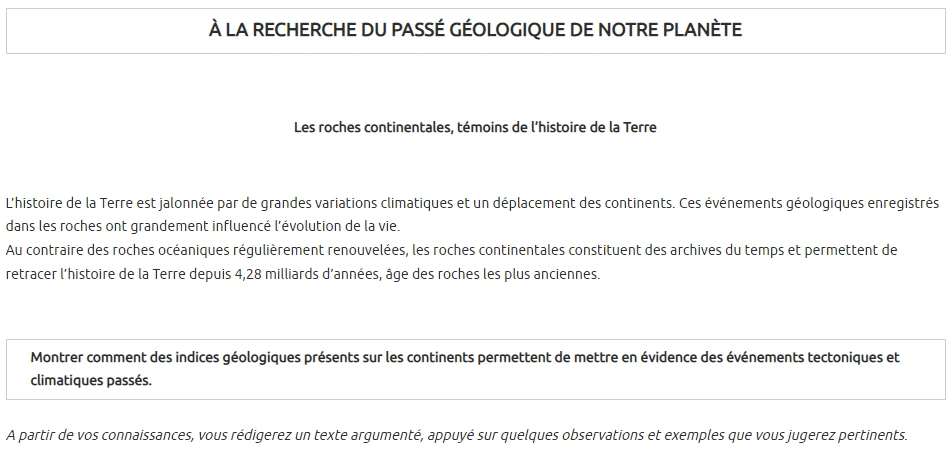 À LA RECHERCHE DU PASSÉ GÉOLOGIQUE DE NOTRE PLANÈTE
Les roches continentales, témoins de l'histoire de la Terre
L'histoire de la Terre est jalonnée par de grandes variations climatiques et un déplacement des continents. Ces événements géologiques enregistrés
dans les roches ont grandement influencé l'évolution de la vie.
Au contraire des roches océaniques régulièrement renouvelées, les roches continentales constituent des archives du temps et permettent de
retracer l'histoire de la Terre depuis 4,28 milliards d'années, âge des roches les plus anciennes.
Montrer comment des indices géologiques présents sur les continents permettent de mettre en évidence des événements tectoniques et
climatiques passés.
A partir de vos connaissances, vous rédigerez un texte argumenté, appuyé sur quelques observations et exemples que vous jugerez pertinents.